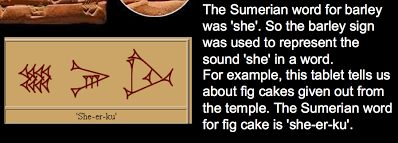 The Sumerian word for barley
was 'she'. So the barley sign
was used to represent the
sound 'she' in a word.
For example, this tablet tells us
about fig cakes given out from
the temple. The Sumerian word
for fig cake is 'she-er-ku'.
'She-er-ku'